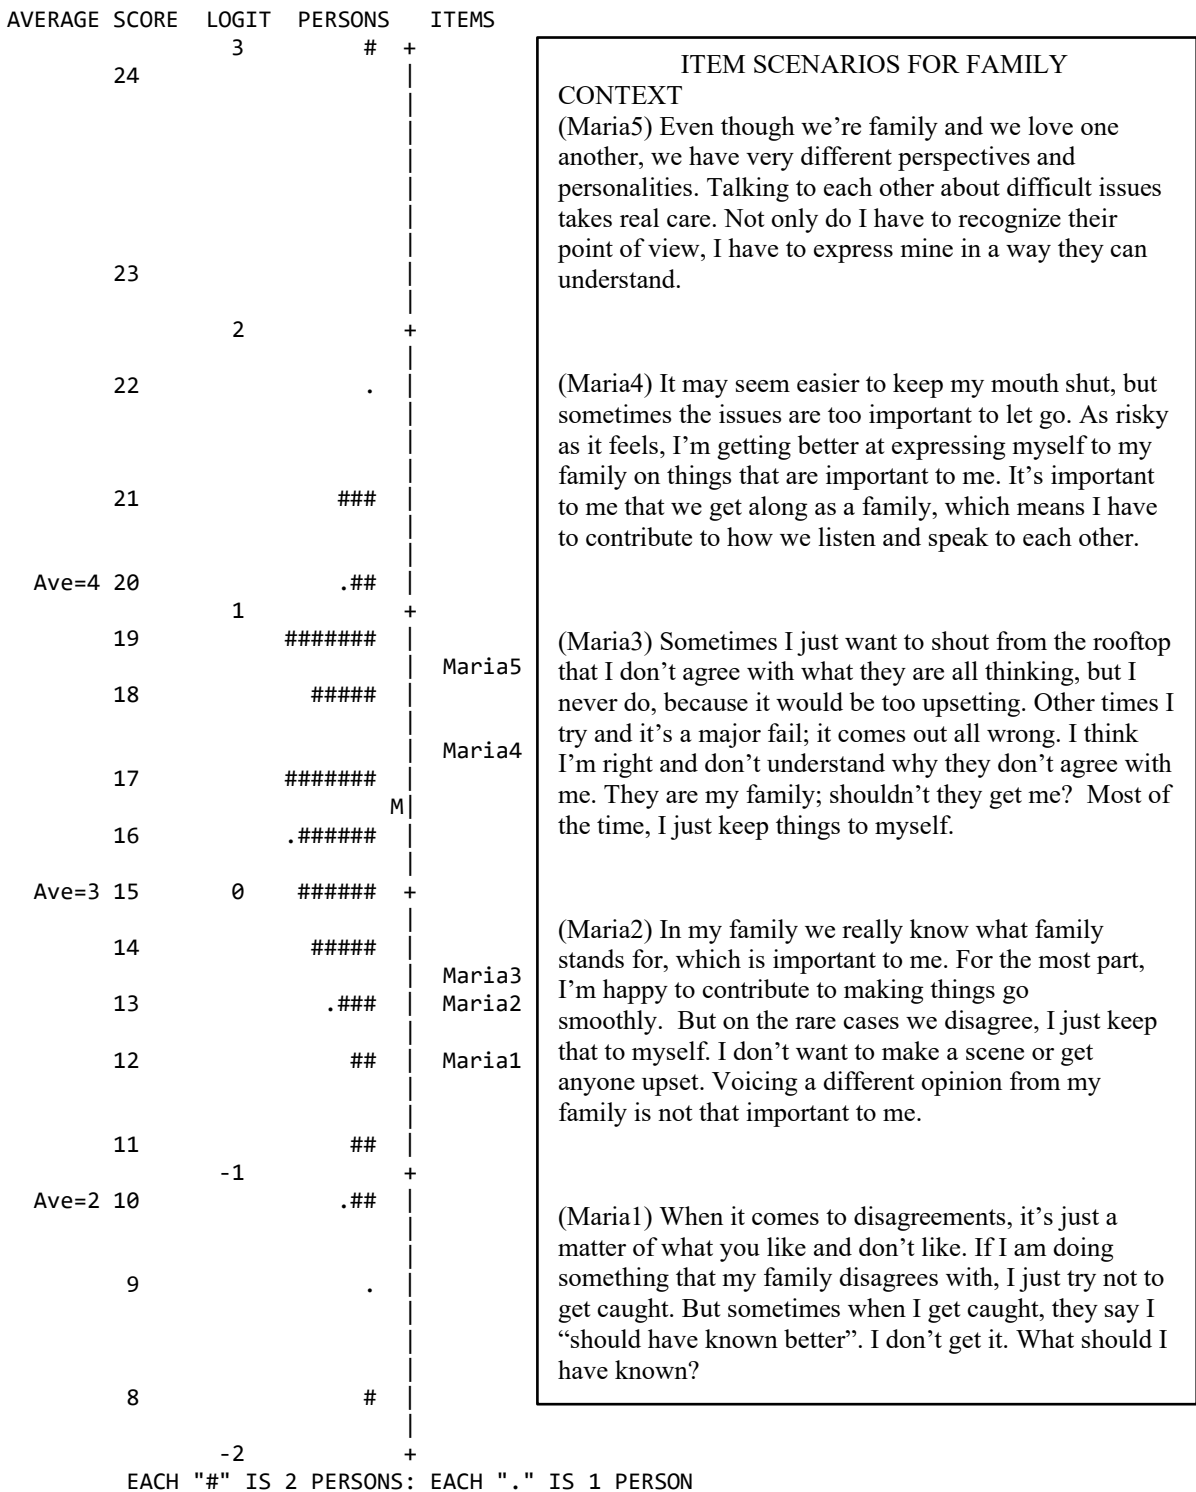 AVERAGE SCORE LOGIT PERSONS ITEMS
3 # +
24 |
|
|
|
|
|
|
23 |
|
2 +
|
22 . |
|
|
|
21 ### |
|
|
Ave=4 20 .## |
1 +
19 ####### |
| Maria5
18 ##### |
|
| Maria4
17 ####### |
M|
16 .###### |
|
Ave=3 15 0 ###### +
|
14 ##### |
| Maria3
13 .### | Maria2
|
12 ## | Maria1
|
|
11 ## |
-1 +
Ave=2 10 .## |
|
|
9 . |
|
|
|
8 # |
|
-2 +
EACH "#" IS 2 PERSONS: EACH "." IS 1 PERSON
ITEM SCENARIOS FOR FAMILY
CONTEXT
(Maria5) Even though we’re family and we love one
another, we have very different perspectives and
personalities. Talking to each other about difficult issues
takes real care. Not only do I have to recognize their
point of view, I have to express mine in a way they can
understand.
(Maria4) It may seem easier to keep my mouth shut, but
sometimes the issues are too important to let go. As risky
as it feels, I’m getting better at expressing myself to my
family on things that are important to me. It’s important
to me that we get along as a family, which means I have
to contribute to how we listen and speak to each other.
(Maria3) Sometimes I just want to shout from the rooftop
that I don’t agree with what they are all thinking, but I
never do, because it would be too upsetting. Other times I
try and it’s a major fail; it comes out all wrong. I think
I’m right and don’t understand why they don’t agree with
me. They are my family; shouldn’t they get me? Most of
the time, I just keep things to myself.
(Maria2) In my family we really know what family
stands for, which is important to me. For the most part,
I’m happy to contribute to making things go
smoothly. But on the rare cases we disagree, I just keep
that to myself. I don’t want to make a scene or get
anyone upset. Voicing a different opinion from my
family is not that important to me.
(Maria1) When it comes to disagreements, it’s just a
matter of what you like and don’t like. If I am doing
something that my family disagrees with, I just try not to
get caught. But sometimes when I get caught, they say I
“should have known better”. I don’t get it. What should I
have known?